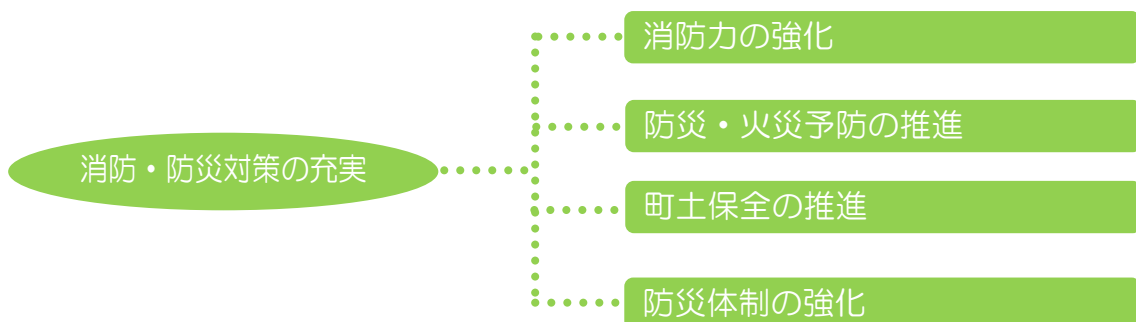 消防力の強化
防災・火災予防の推進
消防・防災対策の充実
町土保全の推進
防災体制の強化